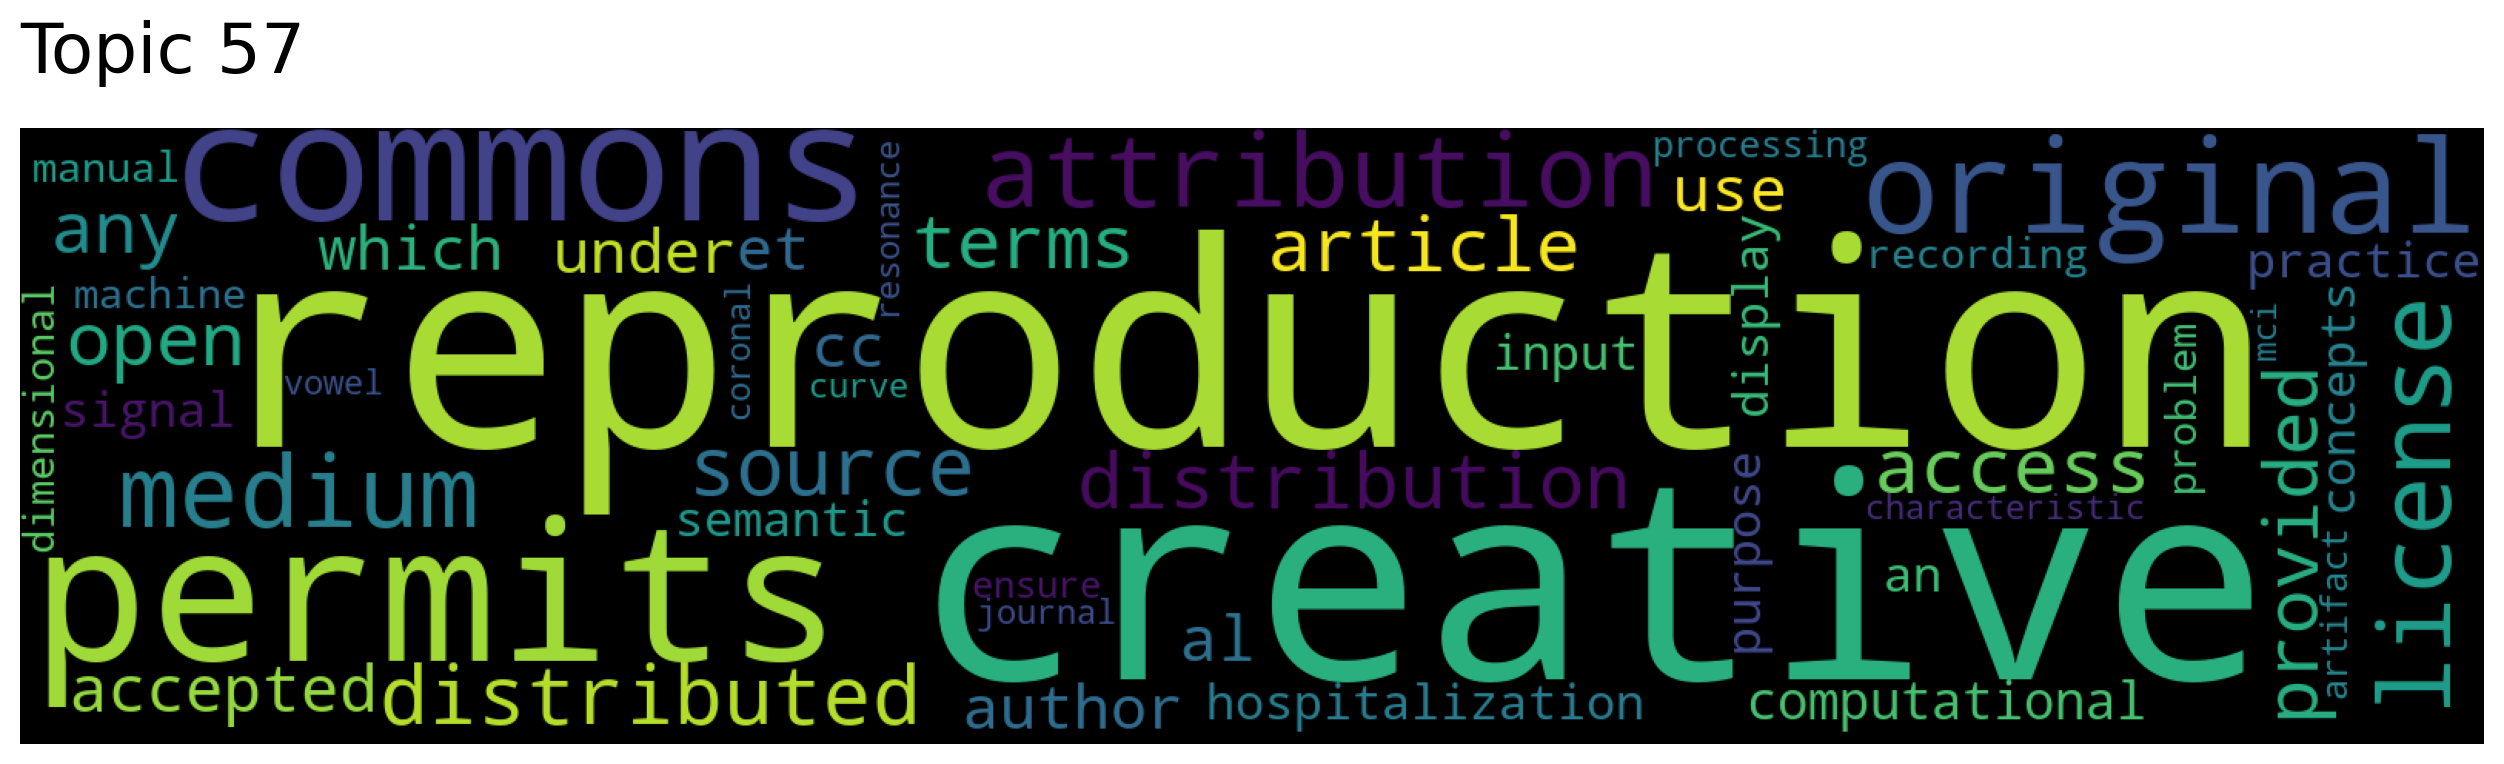 Topic 57
commons
attribution
processing
original
manual
resonance
use
any
which
under
et
terms
article
display
recording
practice
machine
reproduction
coronal
dimensional
open
cc
input
mci
concepts
license
vowel
curve
problem
signal
provided
medium
source
distribution
access
purpose
characteristic
semantic
permits
creative
artifact
ensure
journal
an
al
accepted
distributed
author
hospitalization
computational